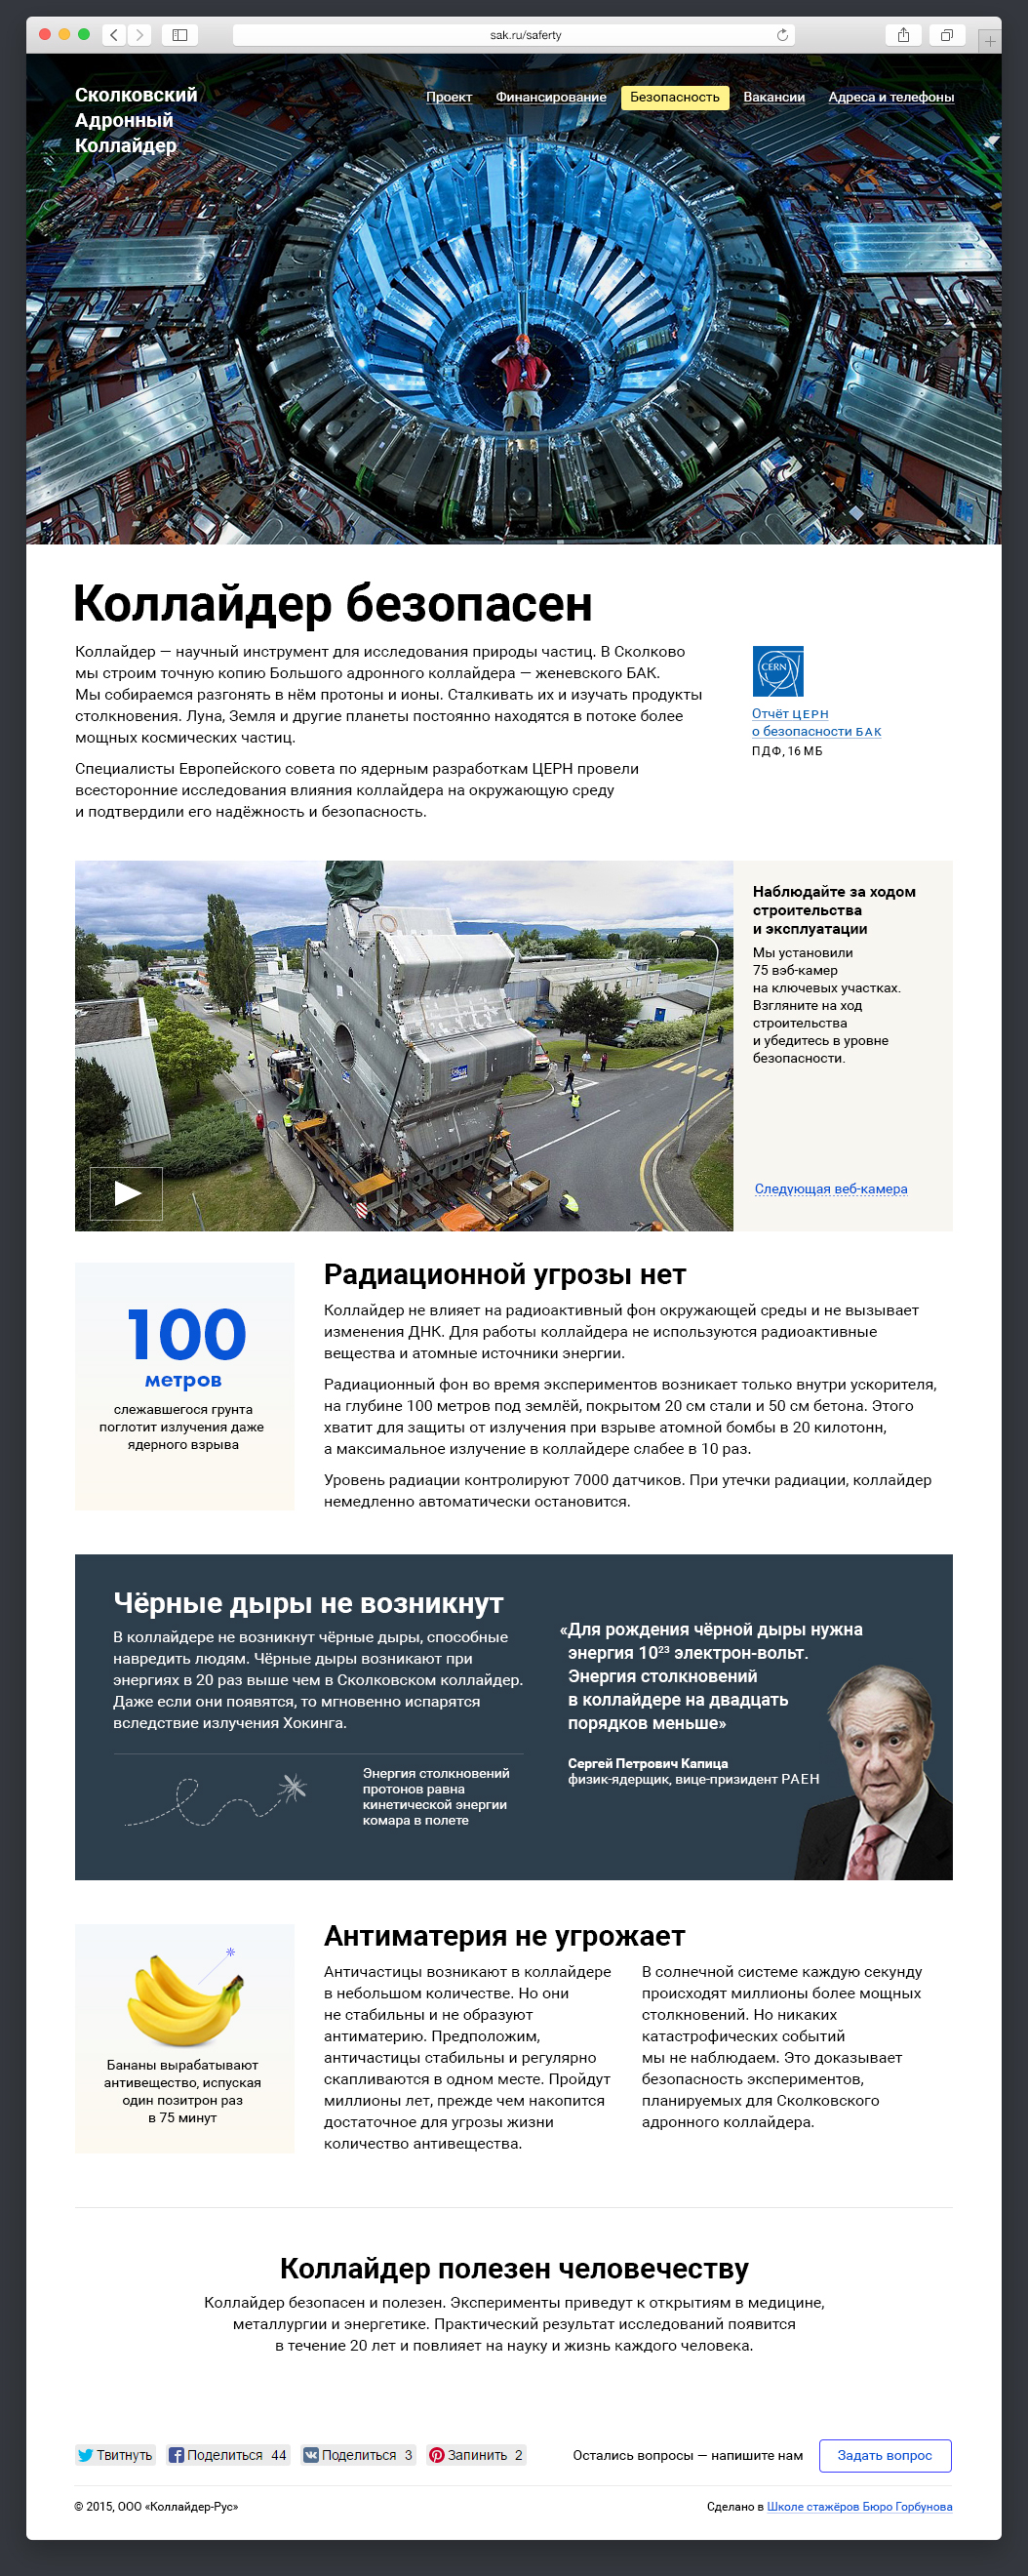 sak.ru/saferty
Сколковский
Адронный
Коллайдер
Проект Финансирование Безопасность Вакансии Адреса и телефоны
Коллайдер безопасен
Коллайдер — научный инструмент для исследования природы частиц. В Сколково
мы строим точную копию Большого адронного коллайдера — женевского БАК.
Мы собираемся разгонять в нём протоны и ионы. Сталкивать их и изучать продукты
столкновения. Луна, Земля и другие планеты постоянно находятся в потоке более
мощных космических частиц.
Специалисты Европейского совета по ядерным разработкам ЦЕРН провели
всесторонние исследования влияния коллайдера на окружающую среду
и подтвердили его надёжность и безопасность.
CERN
Отчёт ЦЕРН
о безопасности БАК
ПДФ, 16 МБ
Наблюдайте за ходом
строительства
и эксплуатации
Мы установили
75 вэб-камер
на ключевых участках.
Взгляните на ход
строительства
и убедитесь в уровне
безопасности.
Следующая веб-камера
100
метров
слежавшегося грунта
поглотит излучения даже
ядерного взрыва
Радиационной угрозы нет
Коллайдер не влияет на радиоактивный фон окружающей среды и не вызывает
изменения ДНК. Для работы коллайдера не используются радиоактивные
вещества и атомные источники энергии.
Радиационный фон во время экспериментов возникает только внутри ускорителя,
на глубине 100 метров под землёй, покрытом 20 см стали и 50 см бетона. Этого
хватит для защиты от излучения при взрыве атомной бомбы в 20 килотонн,
а максимальное излучение в коллайдере слабее в 10 раз.
Уровень радиации контролируют 7000 датчиков. При утечки радиации, коллайдер
немедленно автоматически остановится.
Чёрные дыры не возникнут
В коллайдере не возникнут чёрные дыры, способные
навредить людям. Чёрные дыры возникают при
энергиях в 20 раз выше чем в Сколковском коллайдер.
Даже если они появятся, то мгновенно испарятся
вследствие излучения Хокинга.
Энергия столкновений
протонов равна
кинетической энергии
комара в полете
«Для рождения чёрной дыры нужна
энергия 10²³ электрон-вольт.
Энергия столкновений
в коллайдере на двадцать
порядков меньше»
Сергей Петрович Капица
физик-ядерщик, вице-призидент РАЕН
Бананы вырабатывают
антивещество, испуская
один позитрон раз
в 75 минут
Антиматерия не угрожает
Античастицы возникают в коллайдере
в небольшом количестве. Но они
не стабильны и не образуют
антиматерию. Предположим,
античастицы стабильны и регулярно
скапливаются в одном месте. Пройдут
миллионы лет, прежде чем накопится
достаточное для угрозы жизни
количество антивещества.
В солнечной системе каждую секунду
происходят миллионы более мощных
столкновений. Но никаких
катастрофических событий
мы не наблюдаем. Это доказывает
безопасность экспериментов,
планируемых для Сколковского
адронного коллайдера.
Коллайдер полезен человечеству
Коллайдер безопасен и полезен. Эксперименты приведут к открытиям в медицине,
металлургии и энергетике. Практический результат исследований появится
в течение 20 лет и повлияет на науку и жизнь каждого человека.
Твитнуть Поделиться 44 Поделиться 3 Запинить 2 Остались вопросы — напишите нам Задать вопрос
© 2015, ООО «Коллайдер-Рус» Сделано в Школе стажёров Бюро Горбунова